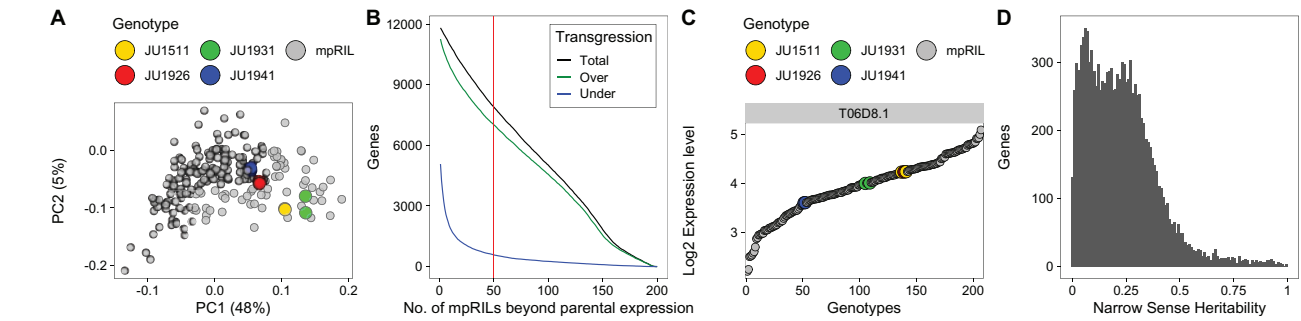 A
Genotype
JU1511
JU1931
mpRIL
JU1926
JU1941
0.0
-0.1
-0.2
PC2 (5%)
-0.1
0.0
0.1
0.2
PC1 (48%)
B
12000
9000
6000
3000
0
Genes
Transgression
Total
Over
Under
0
50
100
150
200
No. of mpRILs beyond parental expression
C
Genotype
JU1511
JU1931
mpRIL
JU1926
JU1941
T06D8.1
5
4
3
Log2 Expression level
0
50
100
150
200
Genotypes
D
300
200
100
0
Genes
0
0.25
0.5
0.75
1
Narrow Sense Heritability